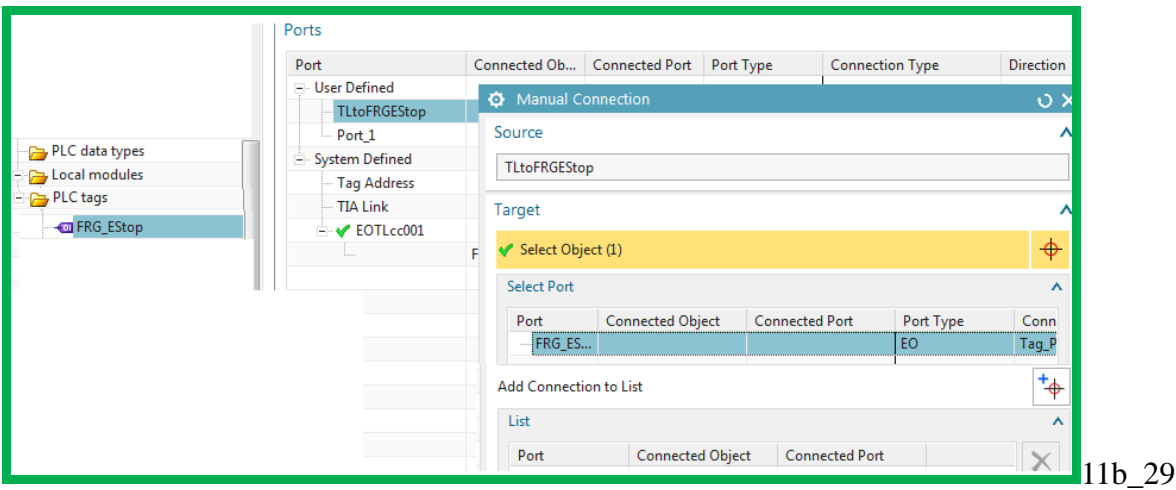 Ports
Port Connected Ob... Connected Port Port Type Connection Type Direction
User Defined
TLtoFRGEStop
Port_1
System Defined
Tag Address
TIA Link
EOTLcc001
F
PLC data types
Local modules
PLC tags
FRG_EStop
Manual Connection
Source
TLtoFRGEStop
Target
Select Object (1)
Select Port
Port Connected Object Connected Port Port Type Conn
FRG_ES... EO Tag_P
Add Connection to List
List
Port Connected Object Connected Port
11b_29